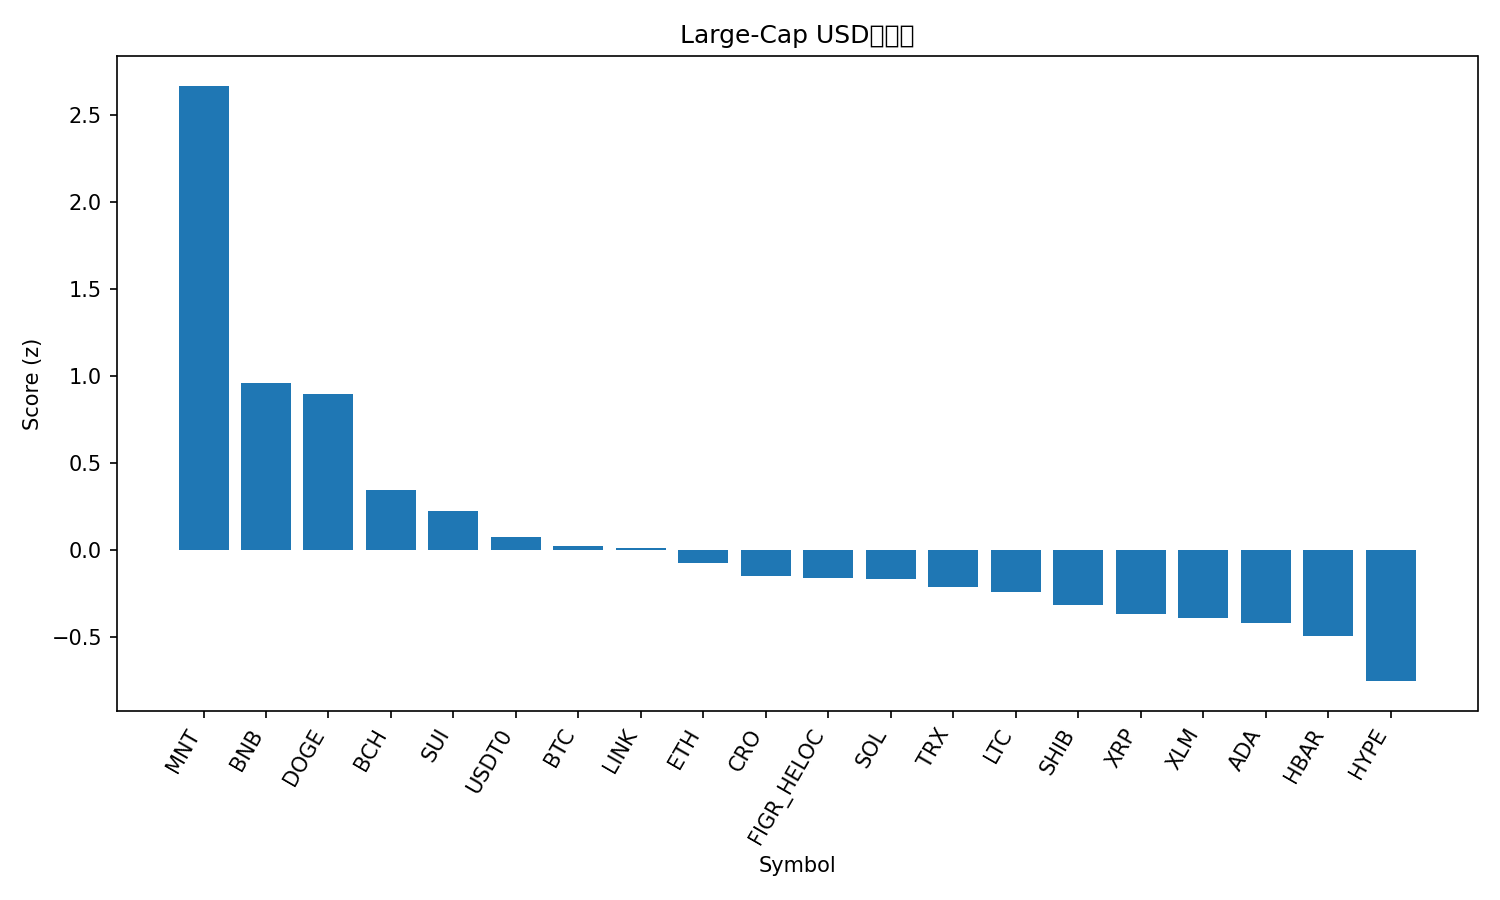 Large-Cap USD
Score (z)
2.5
2.0
1.5
1.0
0.5
0.0
−0.5
MNT
BNB
DOGE
BCH
SUI
USDT0
BTC
LINK
ETH
CRO
FIGR_HELOC
SOL
TRX
LTC
SHIB
XRP
XLM
ADA
HBAR
HYPE
Symbol